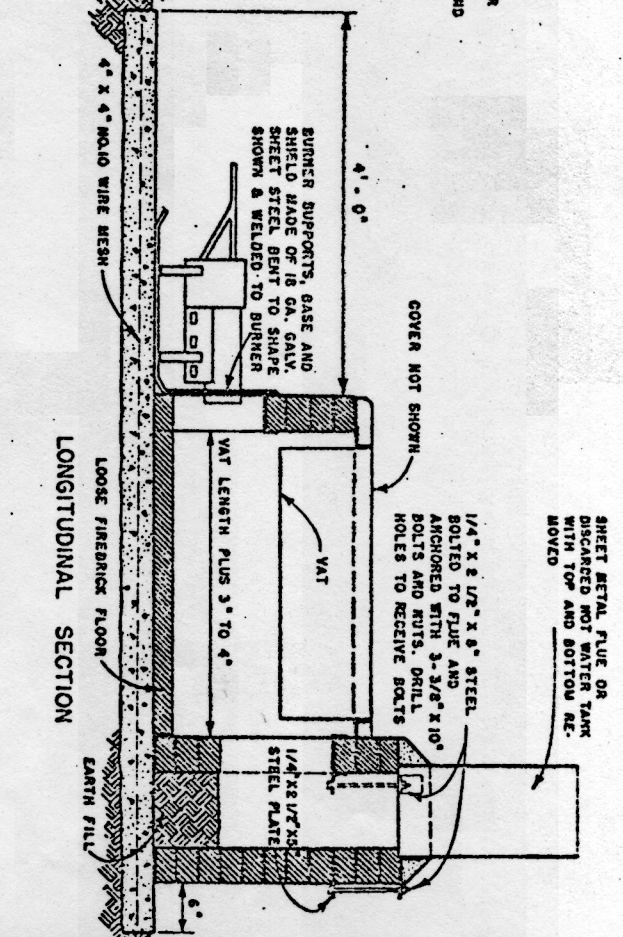 SHEET METAL FLUE OR
DISCARDED HOT WATER TANK
WITH TOP AND BOTTOM RE-
MOVED
COVER NOT SHOWN
1/4" X 2 1/2" X 8" STEEL
BOLTED TO FLUE AND
ANCHORED WITH 3-3/8" X 10"
BOLTS AND NUTS. DRILL
HOLES TO RECEIVE BOLTS
4'-0"
BURNER SUPPORTS, BASE AND
SHIELD MADE OF 18 GA. GALV.
SHEET STEEL BENT TO SHAPE
SHOWN & WELDED TO BURNER
VAT
VAT LENGTH PLUS 3" TO 4"
1/4"X2 1/2"X5"
STEEL PLATE
6"
4" X 4" NO.10 WIRE MESH
LOOSE FIREBRICK FLOOR
EARTH FILL
LONGITUDINAL SECTION